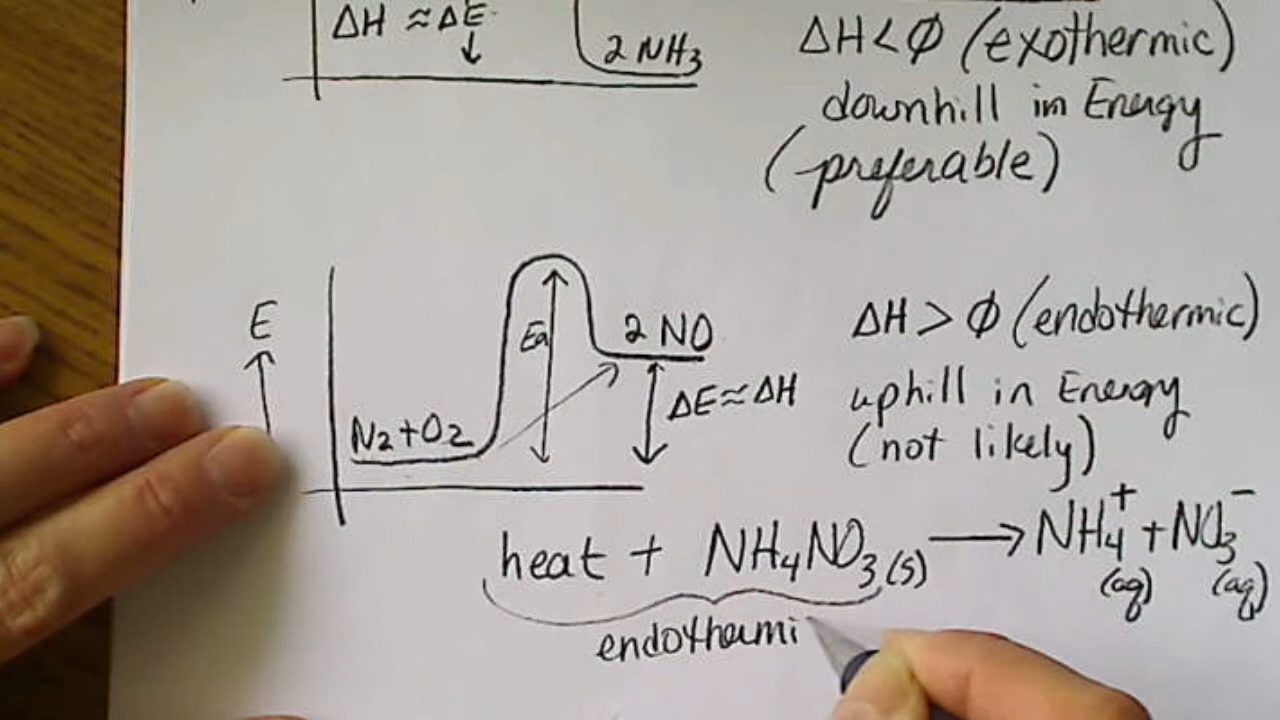 ΔH ≈ ΔE
↓
2 NH3
ΔH < φ (exothermic)
downhill in Energy
(preferable)
E
↑
Ea
2 NO
N2 + O2
ΔE ≈ ΔH
ΔH > φ (endothermic)
uphill in Energy
(not likely)
heat + NH4NO3(s) → NH4+ + NO3-
(aq) (aq)
endothermi